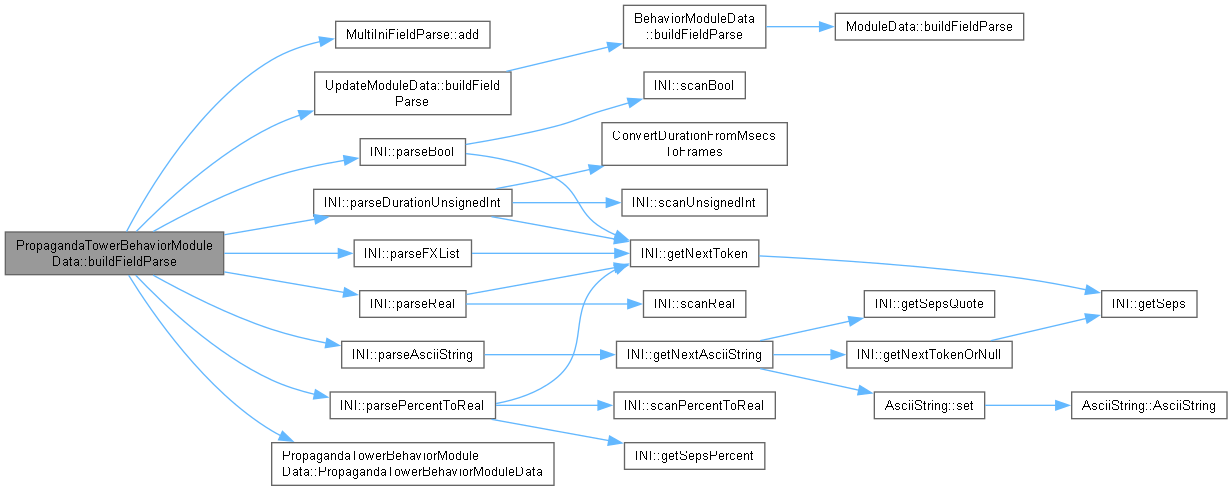 PropagandaTowerBehaviorModule
Data::buildFieldParse
MultiIniFieldParse::add
UpdateModuleData::buildField
Parse
BehaviorModuleData
::buildFieldParse
ModuleData::buildFieldParse
INI::parseBool
INI::scanBool
INI::parseDurationUnsignedInt
ConvertDurationFromMsecs
ToFrames
INI::scanUnsignedInt
INI::parseFXList
INI::getNextToken
INI::getSeps
INI::parseReal
INI::scanReal
INI::parseAsciiString
INI::getNextAsciiString
INI::getSepsQuote
INI::getNextTokenOrNull
AsciiString::set
AsciiString::AsciiString
INI::parsePercentToReal
INI::scanPercentToReal
INI::getSepsPercent
PropagandaTowerBehaviorModule
Data::PropagandaTowerBehaviorModuleData